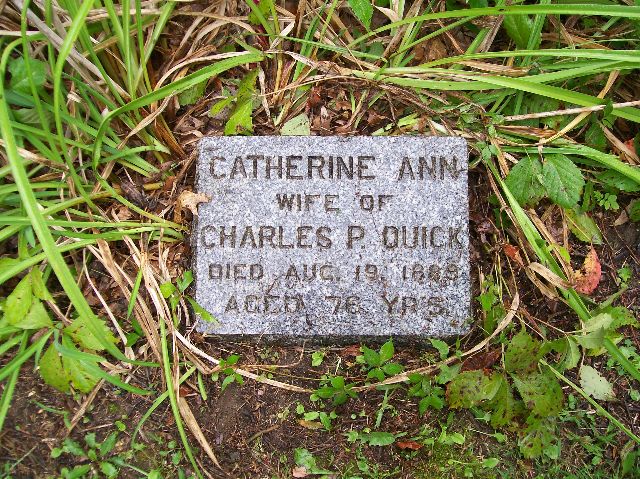 CATHERINE ANN
WIFE OF
CHARLES P. QUICK
DIED AUG. 19, 1889
AGED 76 YR'S.